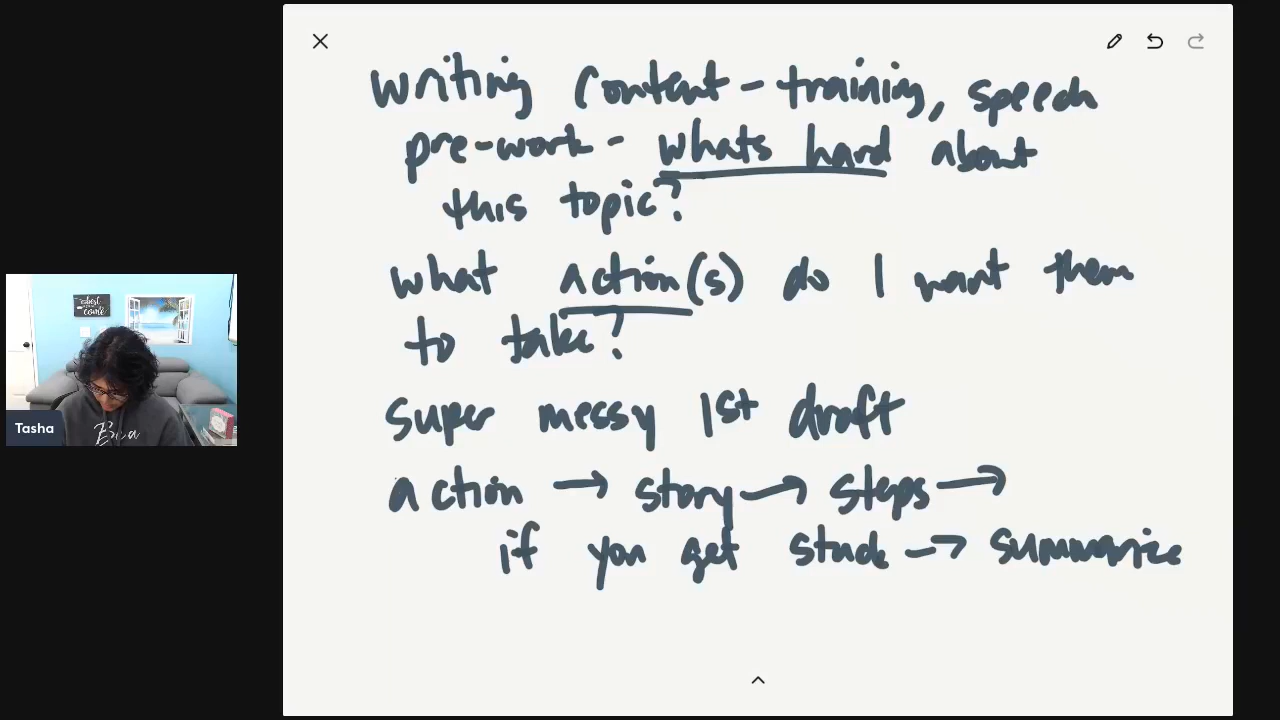 writing content - training, speech
pre-work - whats hard about
this topic?
what action(s) do I want them
to take?
super messy 1st draft
action → story → steps →
if you get stuck → summarize
Tasha